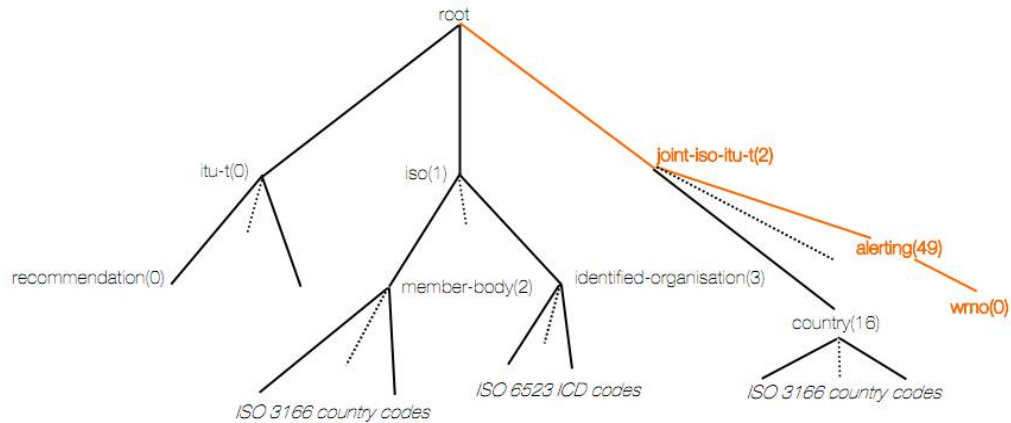 root
joint-iso-itu-t(2)
itu-t(0)
iso(1)
alerting(49)
recommendation(0)
member-body(2)
identified-organisation(3)
wmo(0)
country(16)
ISO 3166 country codes
ISO 6523 ICD codes
ISO 3166 country codes